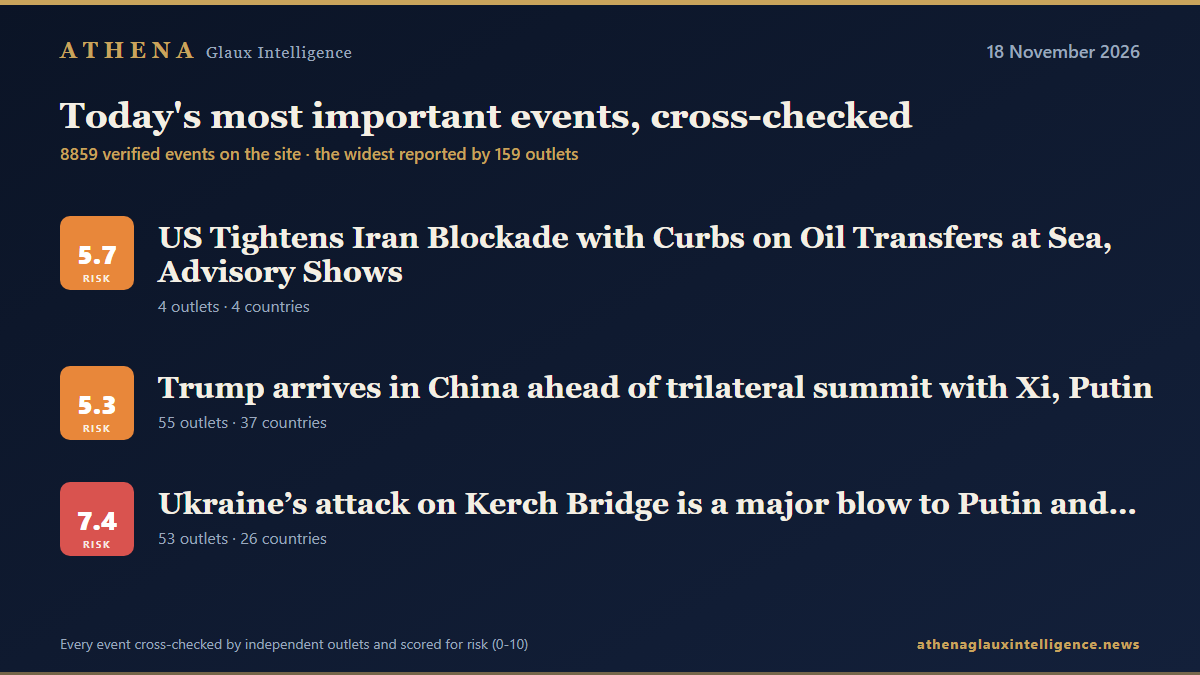 ATHENA Glaux Intelligence
18 November 2026
Today's most important events, cross-checked
8859 verified events on the site · the widest reported by 159 outlets
5.7
RISK
US Tightens Iran Blockade with Curbs on Oil Transfers at Sea,
Advisory Shows
4 outlets · 4 countries
5.3
RISK
Trump arrives in China ahead of trilateral summit with Xi, Putin
55 outlets · 37 countries
7.4
RISK
Ukraine’s attack on Kerch Bridge is a major blow to Putin and...
53 outlets · 26 countries
Every event cross-checked by independent outlets and scored for risk (0-10)
athenaglauxintelligence.news